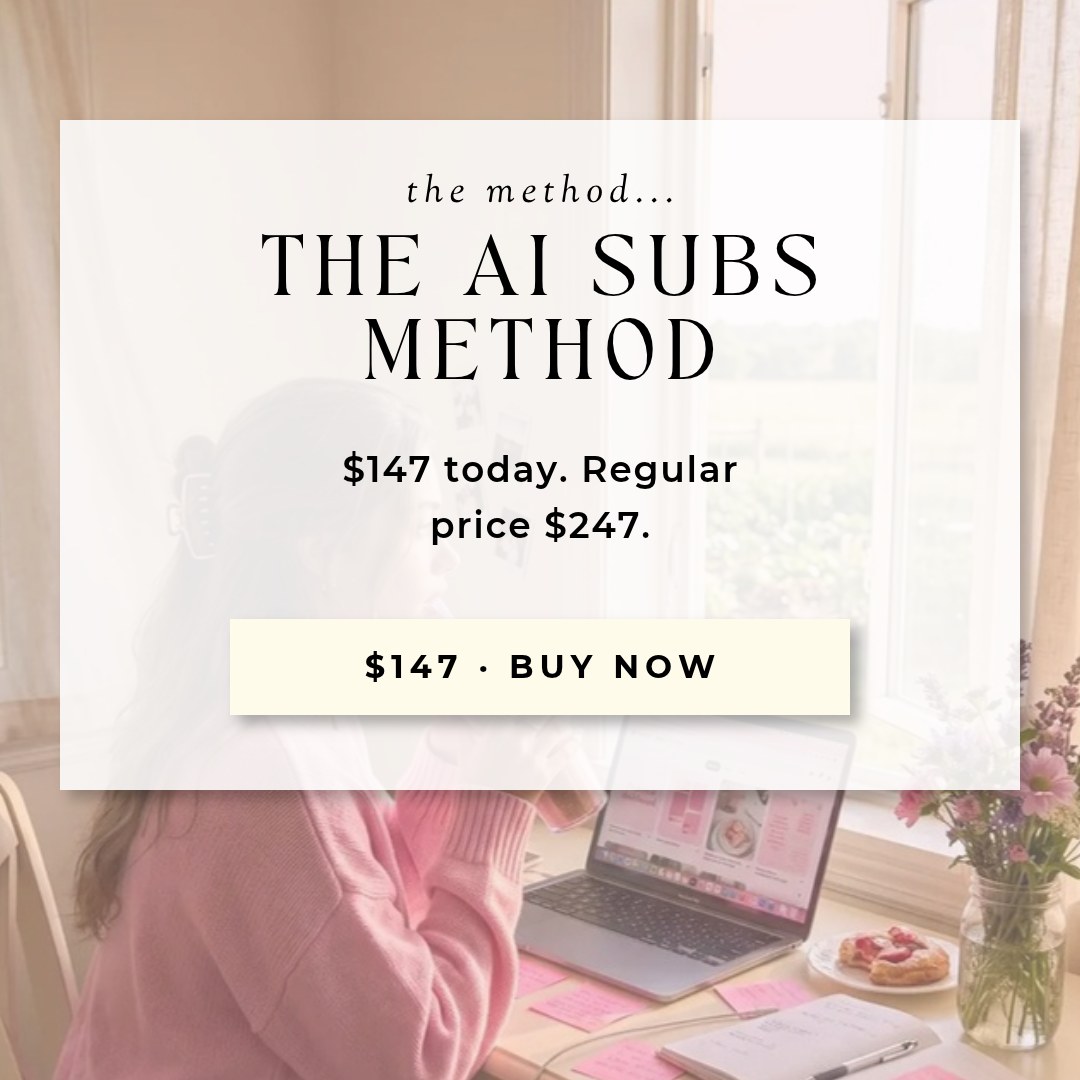 the method...
THE AI SUBS
METHOD
$147 today. Regular
price $247.
$147 · BUY NOW